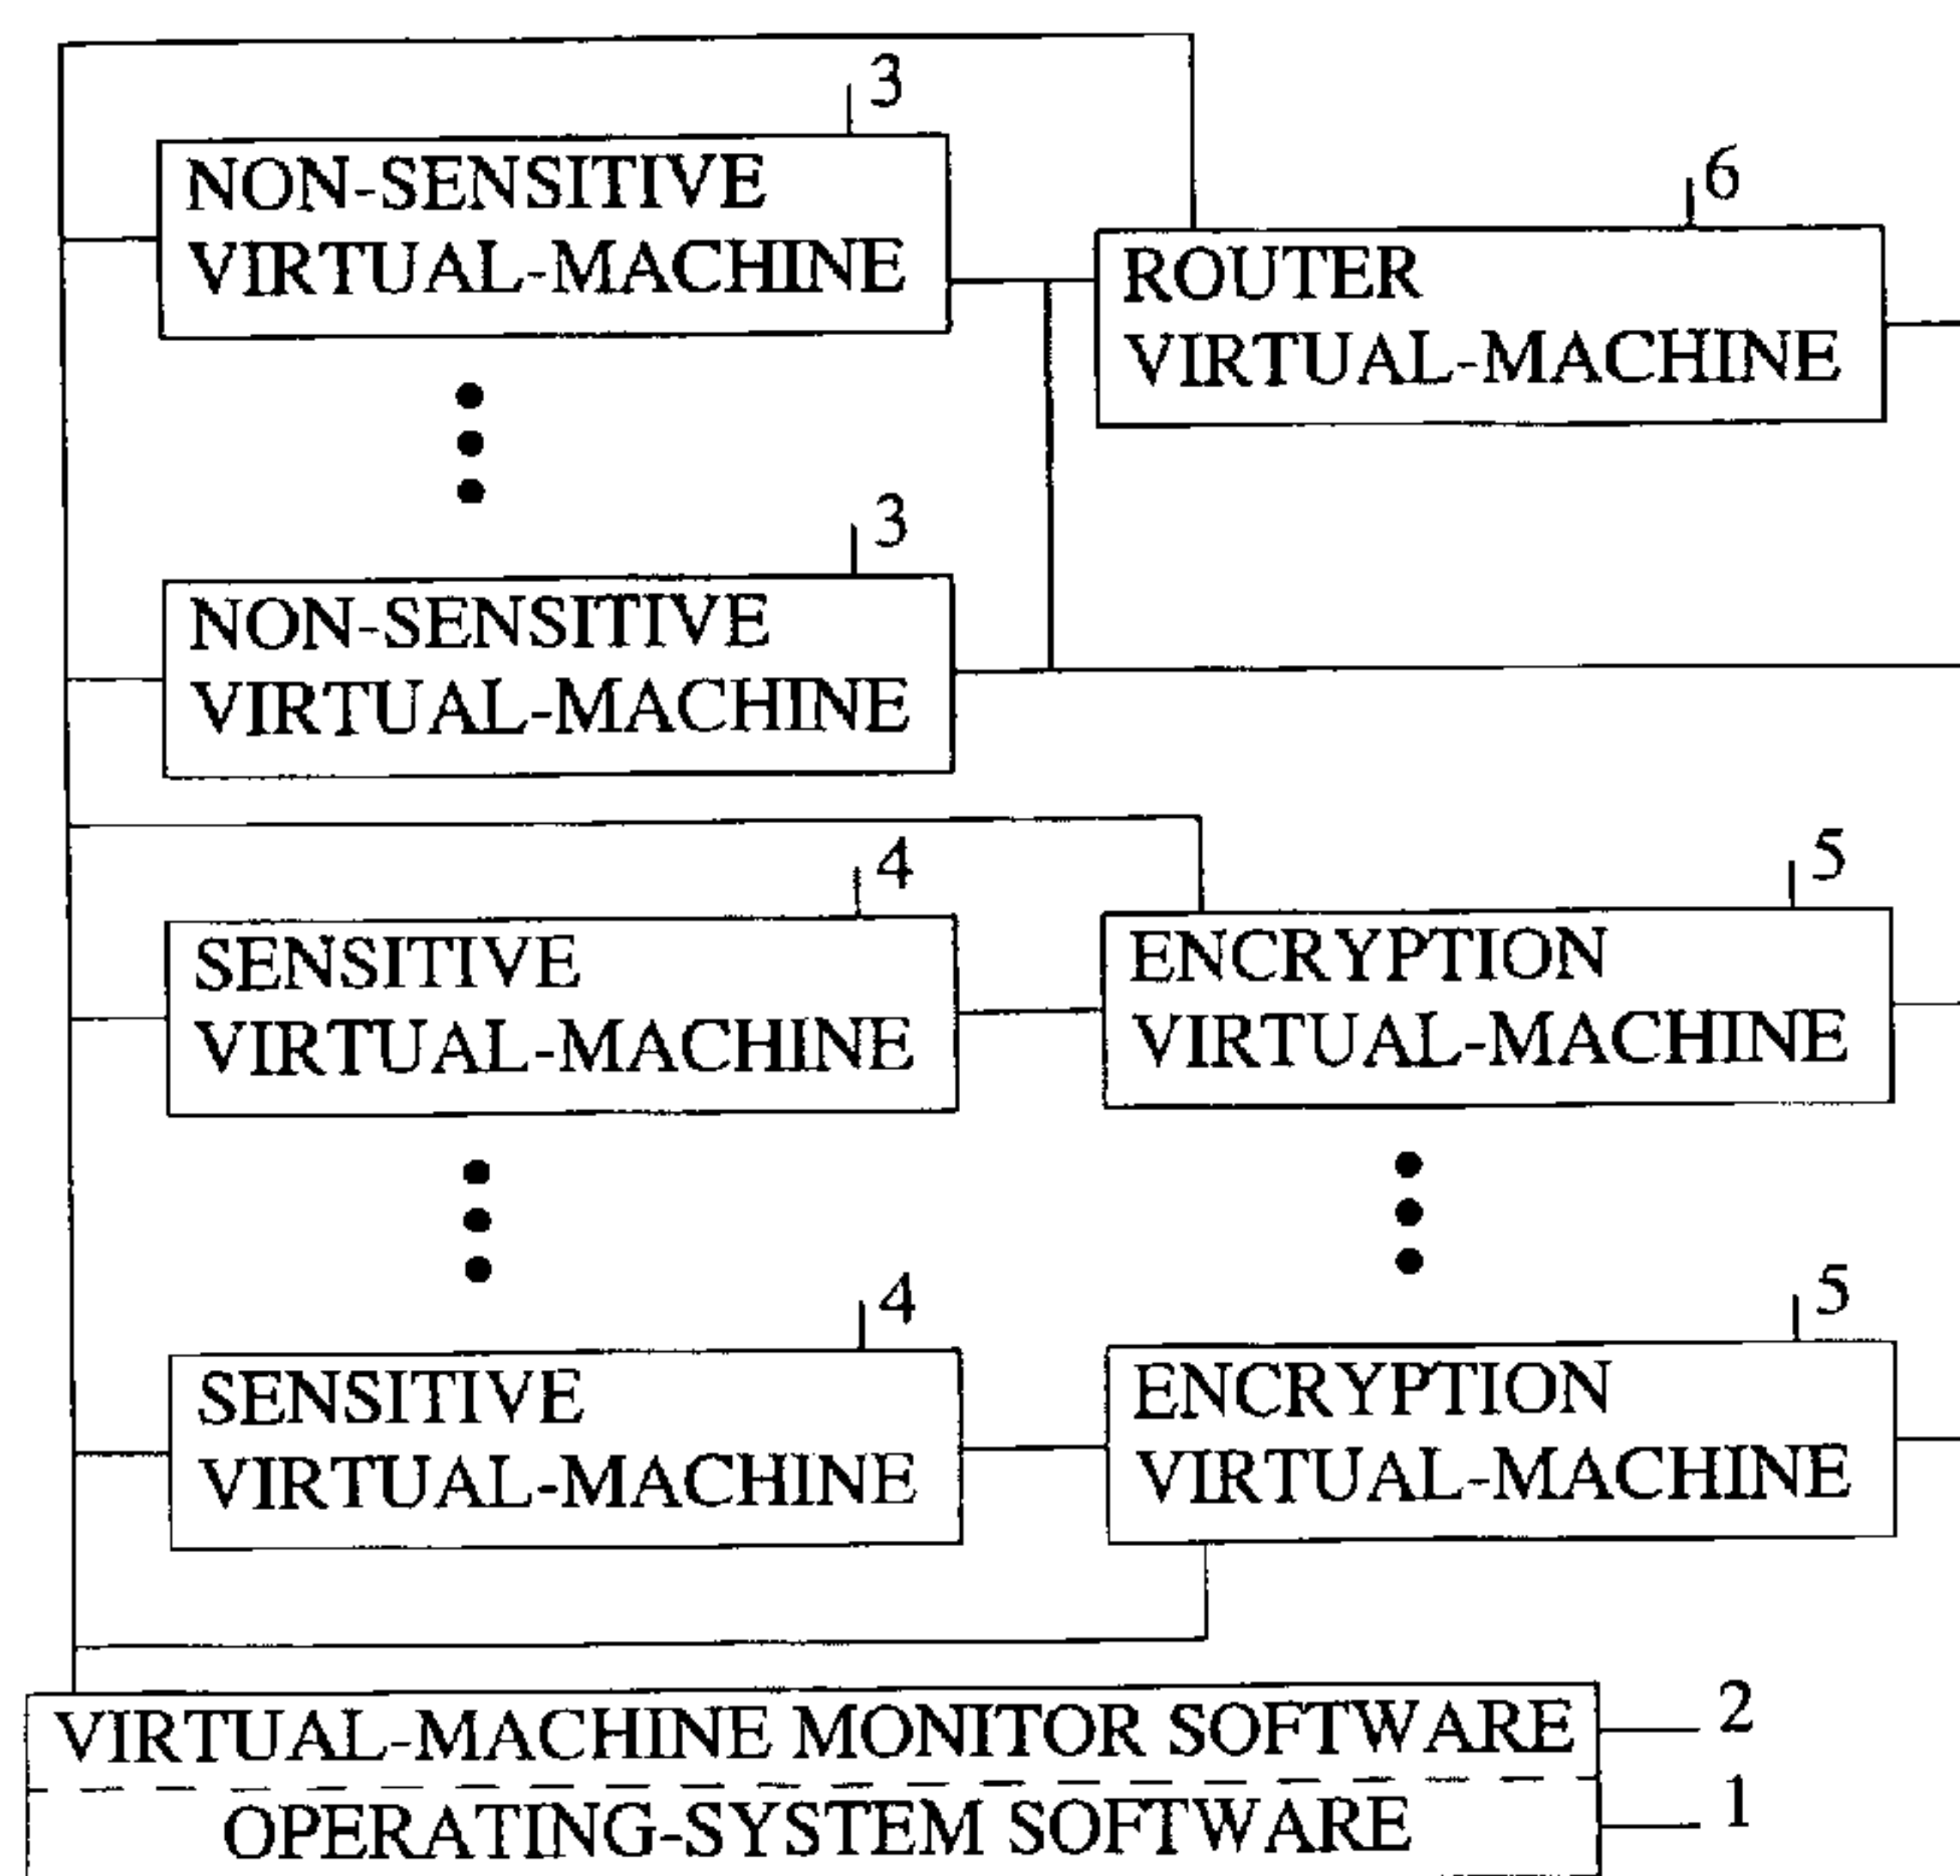 3
NON-SENSITIVE
VIRTUAL-MACHINE
6
ROUTER
VIRTUAL-MACHINE
3
NON-SENSITIVE
VIRTUAL-MACHINE
4
SENSITIVE
VIRTUAL-MACHINE
5
ENCRYPTION
VIRTUAL-MACHINE
4
SENSITIVE
VIRTUAL-MACHINE
5
ENCRYPTION
VIRTUAL-MACHINE
VIRTUAL-MACHINE MONITOR SOFTWARE 2
OPERATING-SYSTEM SOFTWARE 1